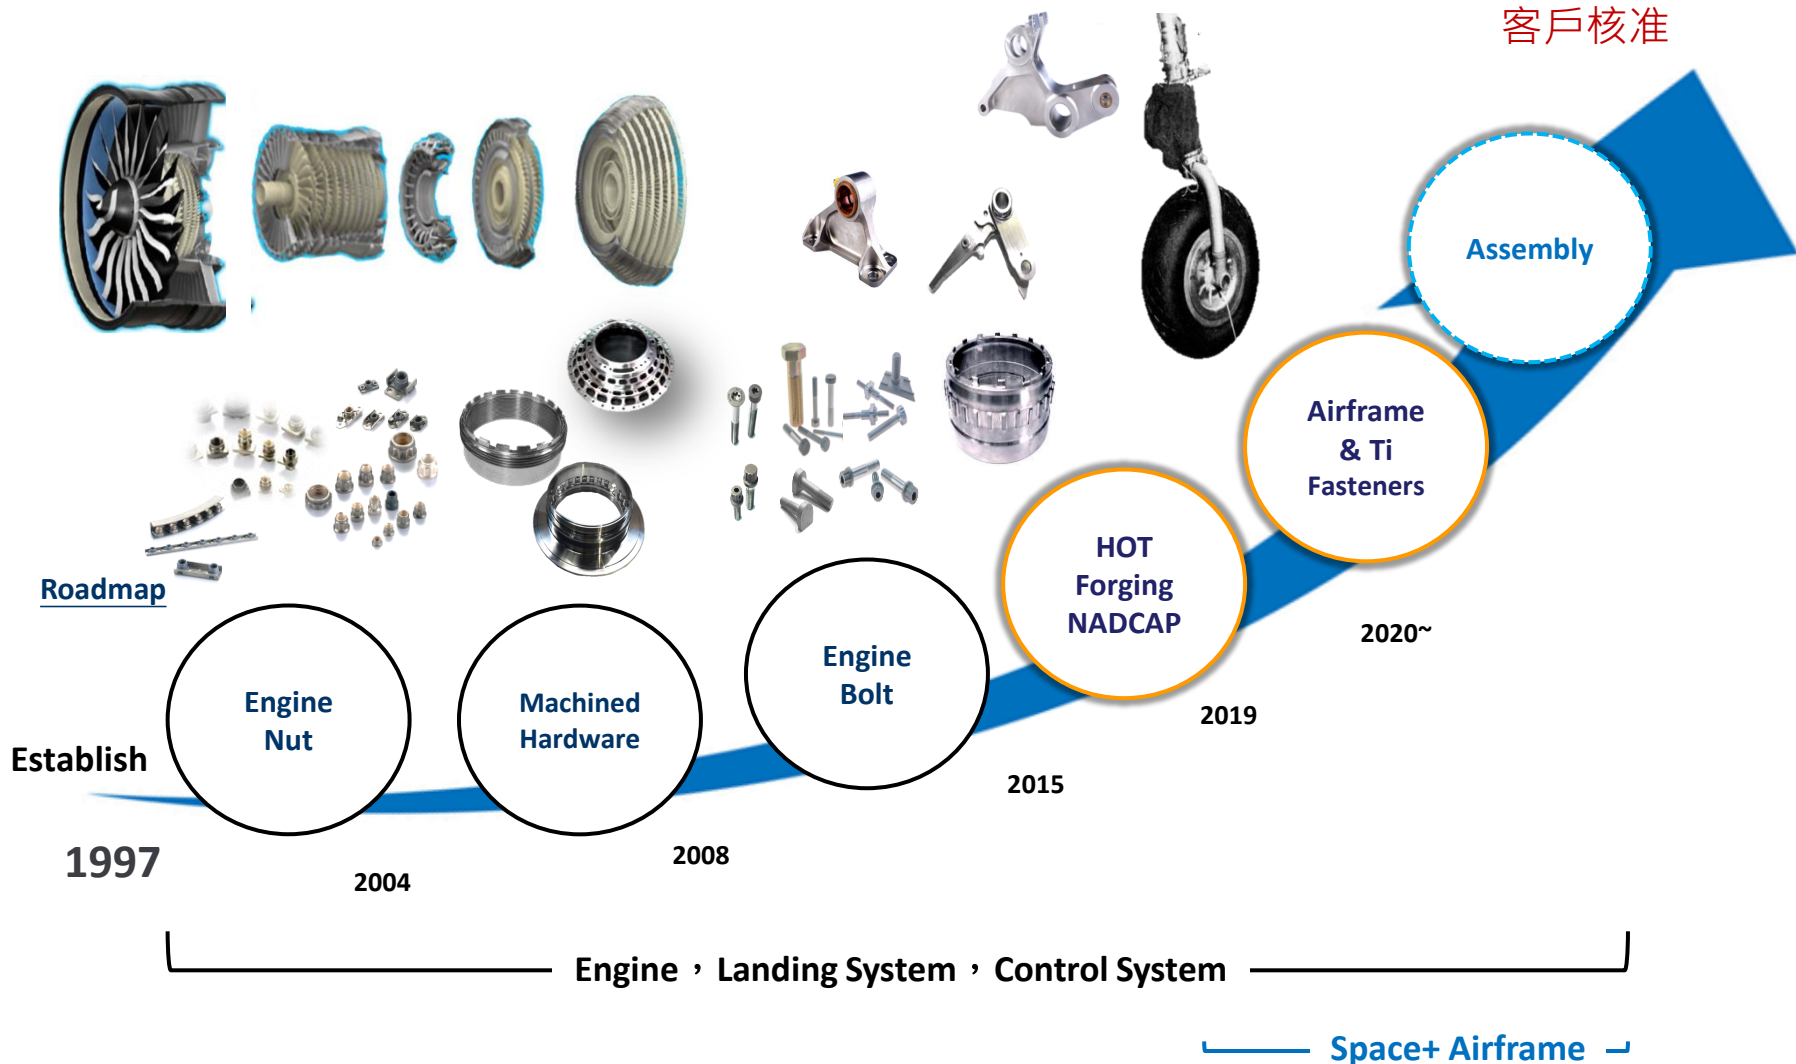 客戶核准
Assembly
Airframe
& Ti
Fasteners
HOT
Forging
NADCAP
2020~
Roadmap
Engine
Bolt
Engine
Nut
Machined
Hardware
2019
Establish
2015
1997
2008
2004
Engine，Landing System，Control System
Space+ Airframe